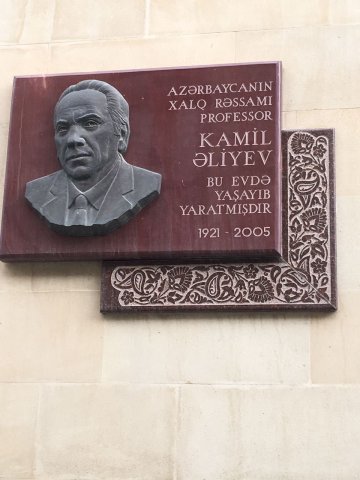 AZƏRBAYCANIN
XALQ RƏSSAMI
PROFESSOR
KAMİL
ƏLİYEV
BU EVDƏ
YAŞAYIB
YARATMIŞDIR
1921 - 2005